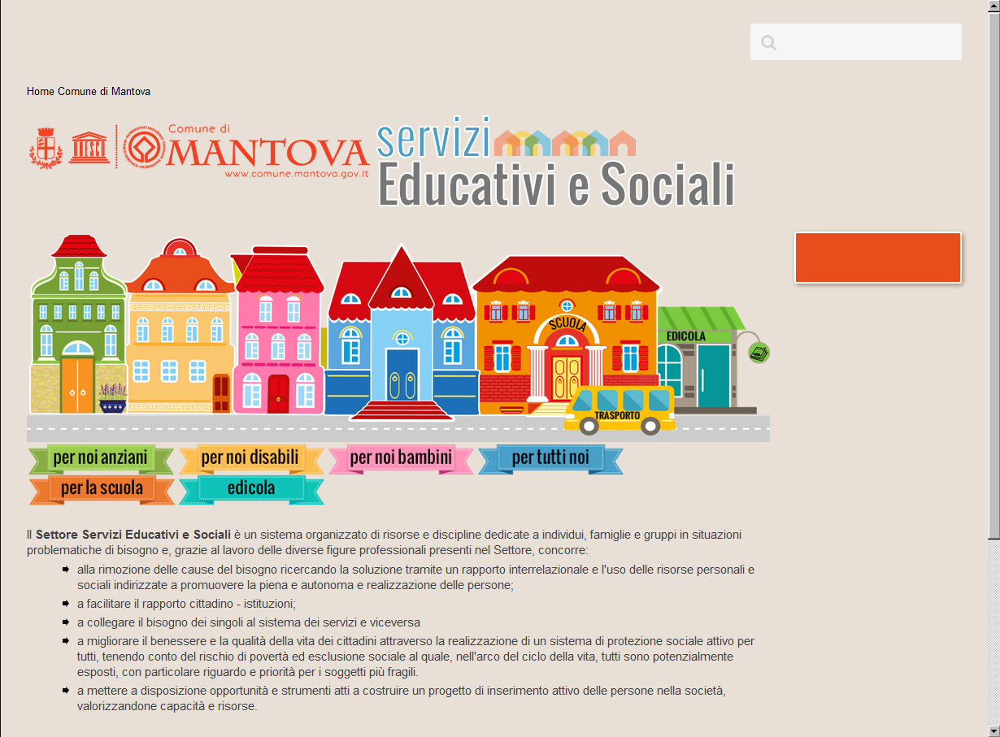 Home Comune di Mantova
Comune di
MANTOVA
www.comune.mantova.gov.it
UNESCO
servizi
Educativi e Sociali
SCUOLA
EDICOLA
TRASPORTO
per noi anziani
per noi disabili
per noi bambini
per tutti noi
per la scuola
edicola
Il Settore Servizi Educativi e Sociali è un sistema organizzato di risorse e discipline dedicate a individui, famiglie e gruppi in situazioni
problematiche di bisogno e, grazie al lavoro delle diverse figure professionali presenti nel Settore, concorre:
alla rimozione delle cause del bisogno ricercando la soluzione tramite un rapporto interrelazionale e l'uso delle risorse personali e
sociali indirizzate a promuovere la piena e autonoma e realizzazione delle persone;
a facilitare il rapporto cittadino - istituzioni;
a collegare il bisogno dei singoli al sistema dei servizi e viceversa
a migliorare il benessere e la qualità della vita dei cittadini attraverso la realizzazione di un sistema di protezione sociale attivo per
tutti, tenendo conto del rischio di povertà ed esclusione sociale al quale, nell'arco del ciclo della vita, tutti sono potenzialmente
esposti, con particolare riguardo e priorità per i soggetti più fragili.
a mettere a disposizione opportunità e strumenti atti a costruire un progetto di inserimento attivo delle persone nella società,
valorizzandone capacità e risorse.